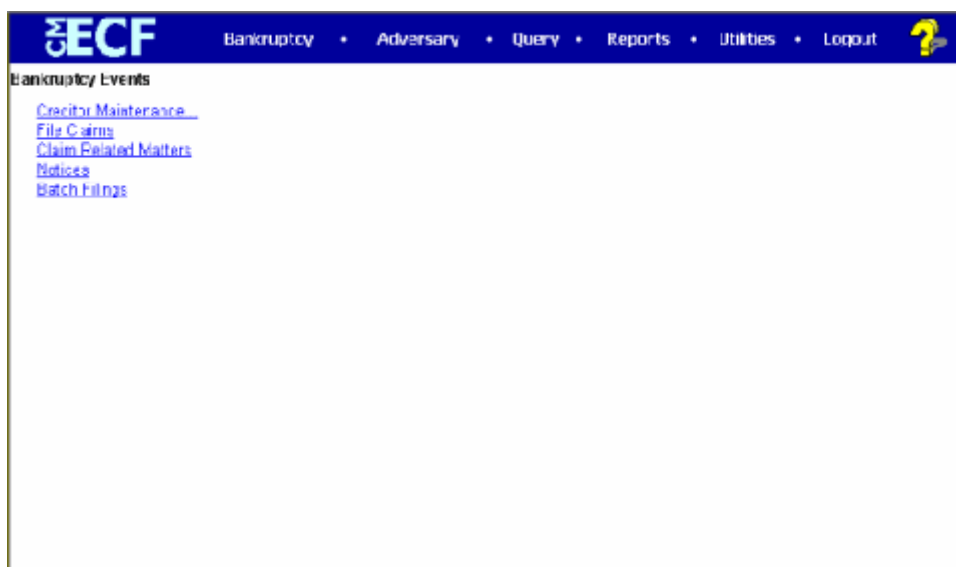 CM ECF Bankruptcy • Adversary • Query • Reports • Utilities • Logout ?
Bankruptcy Events
Creditor Maintenance...
File Claims
Claim Related Matters
Notices
Batch Filings